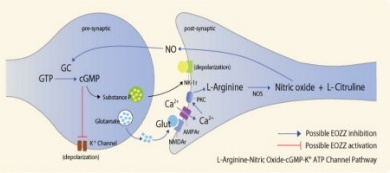 pre-synaptic
post-synaptic
NO
(depolarization)
GC
NK-1r
GTP
cGMP
L-Arginine
Nitric oxide + L-Citruline
Substance P
PKC
NOS
Ca²⁺
Glutamate
Glut
Ca²⁺
AMPAr
K⁺ Channel
NMDAr
(depolarization)
Possible EOZZ inhibition
Possible EOZZ activation
L-Arginine-Nitric Oxide-cGMP-K⁺ ATP Channel Pathway